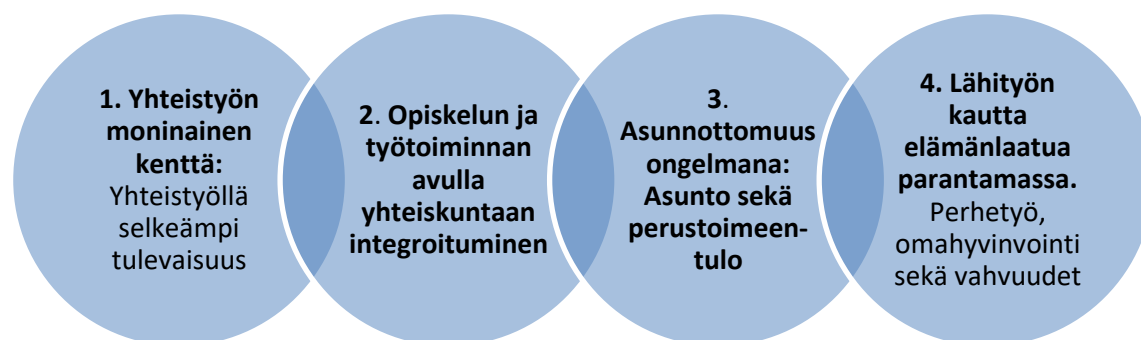 1. Yhteistyön
moninainen
kenttä:
Yhteistyöllä
selkeämpi
tulevaisuus
2. Opiskelun ja
työtoiminnan
avulla
yhteiskuntaan
integroituminen
3.
Asunnottomuus
ongelmana:
Asunto sekä
perustoimeen-
tulo
4. Lähityön
kautta
elämänlaatua
parantamassa.
Perhetyö,
omahyvinvointi
sekä vahvuudet